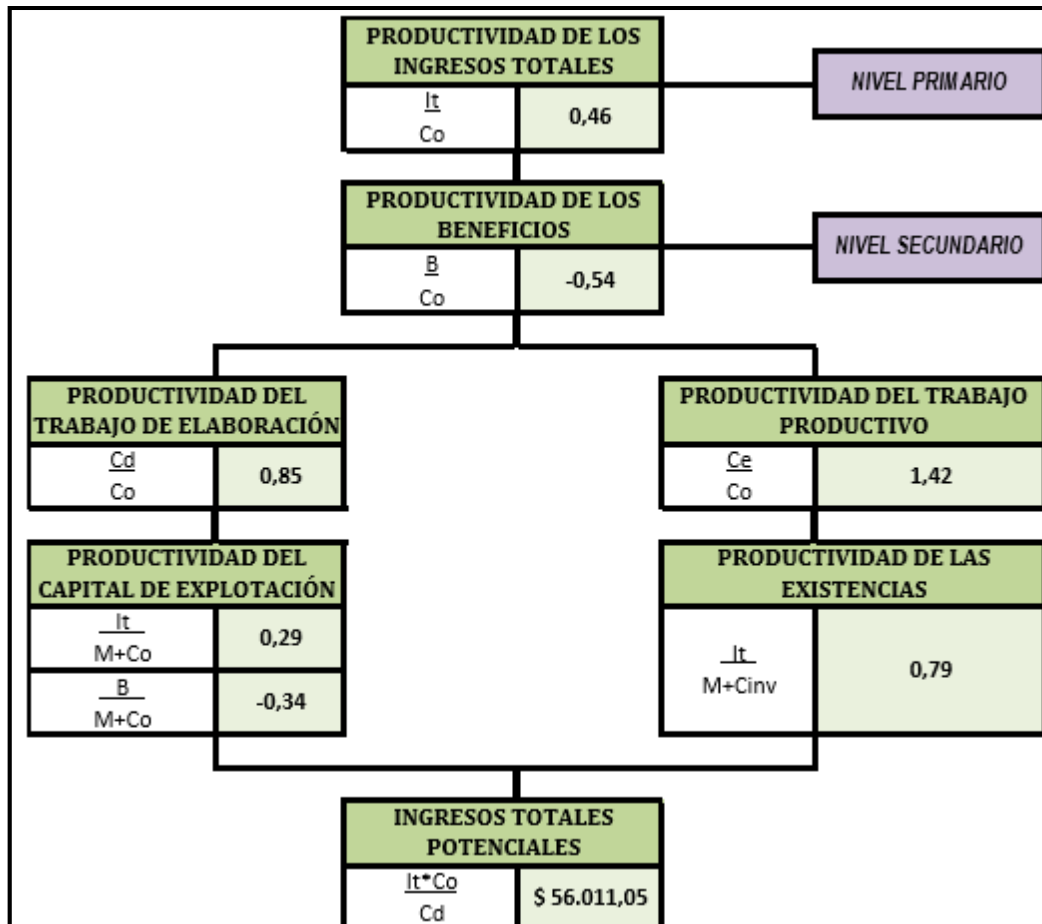 PRODUCTIVIDAD DE LOS
INGRESOS TOTALES
It
Co
0,46
NIVEL PRIMARIO
PRODUCTIVIDAD DE LOS
BENEFICIOS
B
Co
-0,54
NIVEL SECUNDARIO
PRODUCTIVIDAD DEL
TRABAJO DE ELABORACIÓN
Cd
Co
0,85
PRODUCTIVIDAD DEL TRABAJO
PRODUCTIVO
Ce
Co
1,42
PRODUCTIVIDAD DEL
CAPITAL DE EXPLOTACIÓN
It
M+Co
0,29
B
M+Co
-0,34
PRODUCTIVIDAD DE LAS
EXISTENCIAS
It
M+Cinv
0,79
INGRESOS TOTALES
POTENCIALES
It*Co
Cd
$ 56.011,05